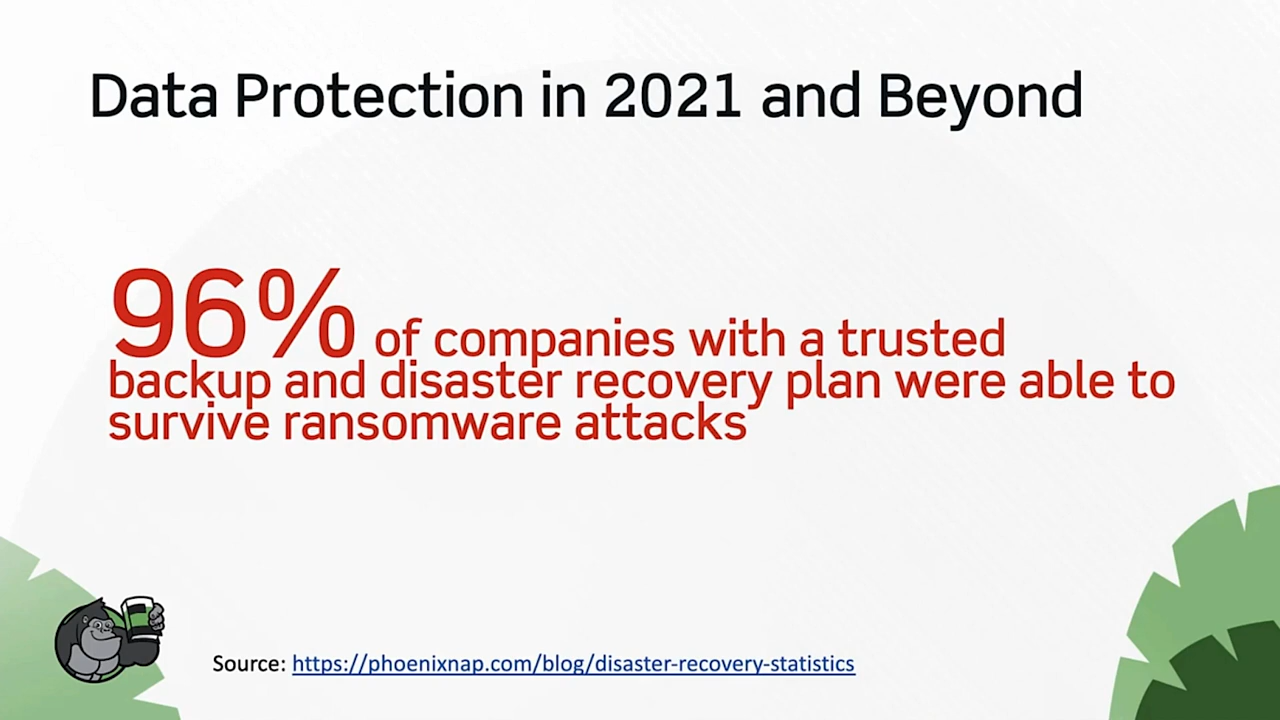 Data Protection in 2021 and Beyond
96% of companies with a trusted
backup and disaster recovery plan were able to
survive ransomware attacks
Source: https://phoenixnap.com/blog/disaster-recovery-statistics